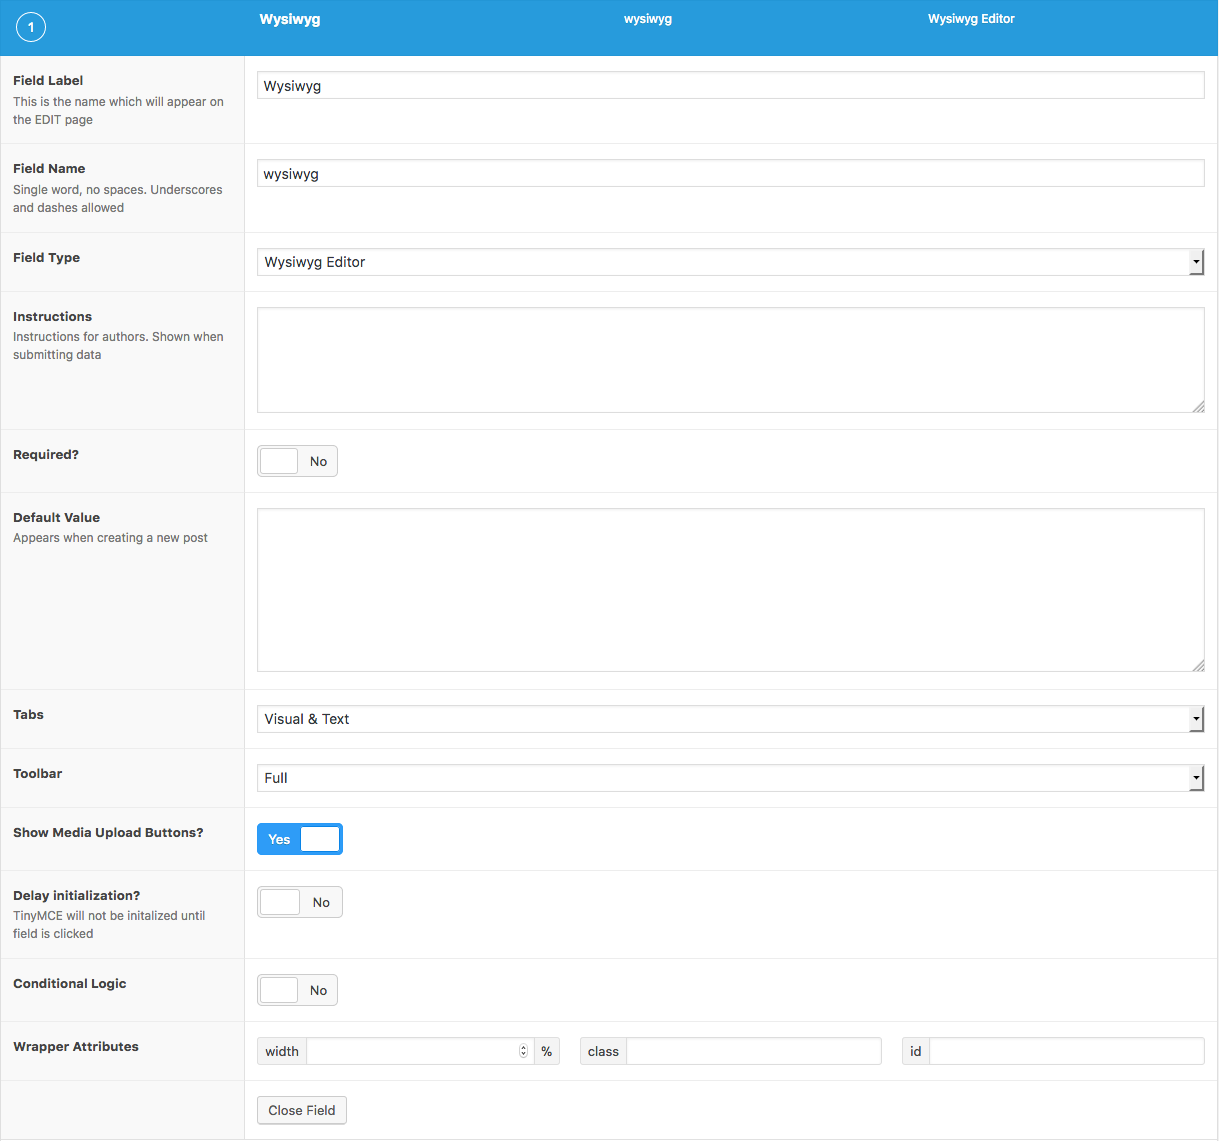 1 Wysiwyg wysiwyg Wysiwyg Editor
Field Label
This is the name which will appear on
the EDIT page
Wysiwyg
Field Name
Single word, no spaces. Underscores
and dashes allowed
wysiwyg
Field Type
Wysiwyg Editor
Instructions
Instructions for authors. Shown when
submitting data
Required?
No
Default Value
Appears when creating a new post
Tabs
Visual & Text
Toolbar
Full
Show Media Upload Buttons?
Yes
Delay initialization?
TinyMCE will not be initalized until
field is clicked
No
Conditional Logic
No
Wrapper Attributes
width % class id
Close Field